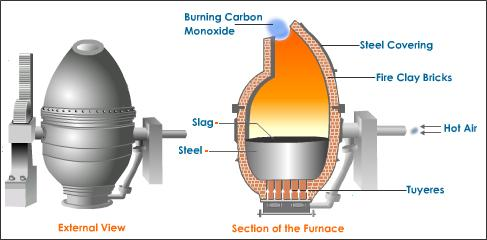 Burning Carbon
Monoxide
Steel Covering
Fire Clay Bricks
Slag
Hot Air
Steel
Tuyeres
External View
Section of the Furnace